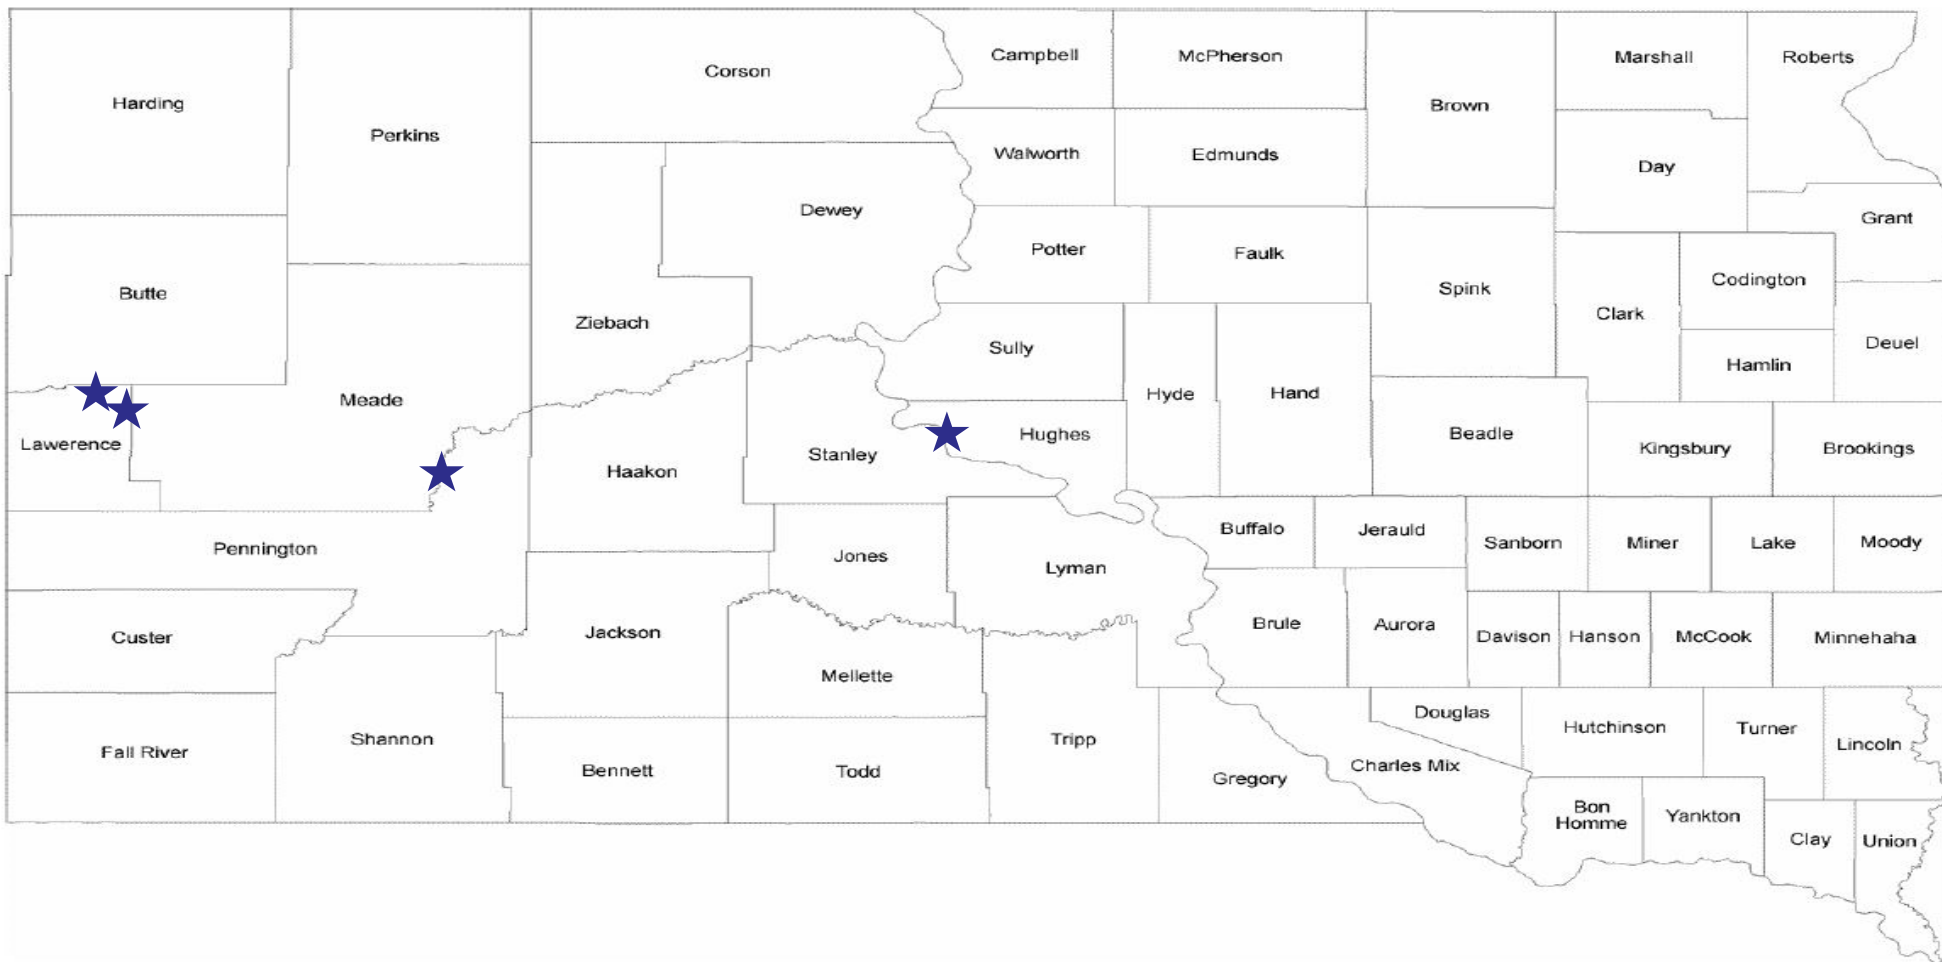 Harding
Perkins
Corson
Campbell
McPherson
Brown
Marshall
Roberts
Walworth
Edmunds
Day
Dewey
Grant
Butte
Ziebach
Potter
Faulk
Spink
Clark
Codington
Deuel
Hamlin
Sully
Hyde
Hand
Meade
Lawerence
Haakon
Stanley
Hughes
Beadle
Kingsbury
Brookings
Pennington
Jones
Lyman
Buffalo
Jerauld
Sanborn
Miner
Lake
Moody
Custer
Jackson
Mellette
Brule
Aurora
Davison
Hanson
McCook
Minnehaha
Fall River
Shannon
Bennett
Todd
Tripp
Gregory
Charles Mix
Douglas
Hutchinson
Turner
Lincoln
Bon
Homme
Yankton
Clay
Union